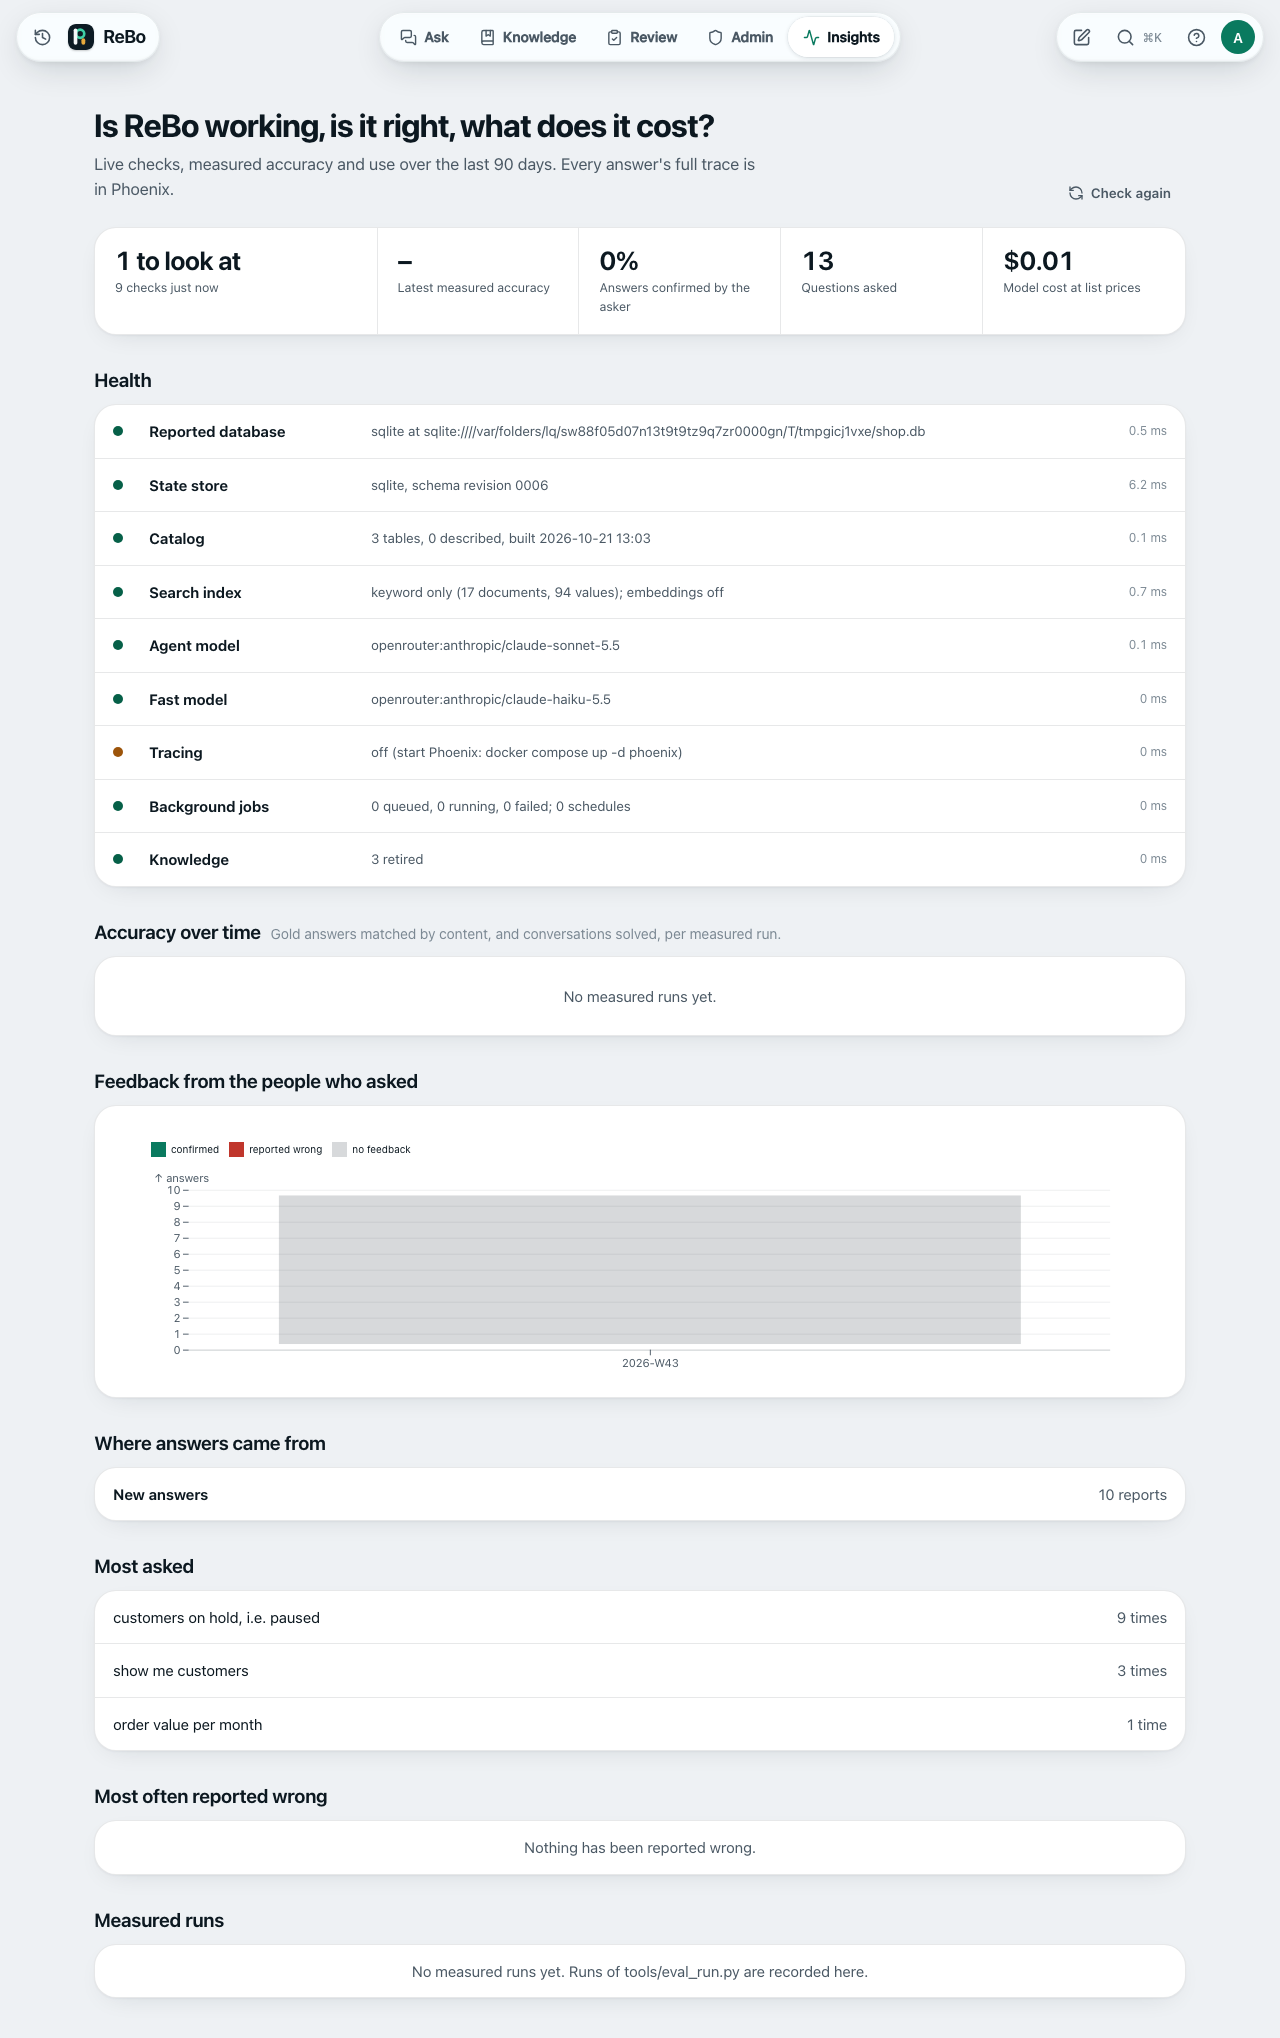 ReBo
Ask
Knowledge
Review
Admin
Insights
⌘K
A
Is ReBo working, is it right, what does it cost?
Live checks, measured accuracy and use over the last 90 days. Every answer's full trace is
in Phoenix.
Check again
1 to look at
9 checks just now
–
Latest measured accuracy
0%
Answers confirmed by the
asker
13
Questions asked
$0.01
Model cost at list prices
Health
Reported database sqlite at sqlite:////var/folders/lq/sw88f05d07n13t9t9tz9q7zr0000gn/T/tmpgicj1vxe/shop.db 0.5 ms
State store sqlite, schema revision 0006 6.2 ms
Catalog 3 tables, 0 described, built 2026-10-21 13:03 0.1 ms
Search index keyword only (17 documents, 94 values); embeddings off 0.7 ms
Agent model openrouter:anthropic/claude-sonnet-5.5 0.1 ms
Fast model openrouter:anthropic/claude-haiku-5.5 0 ms
Tracing off (start Phoenix: docker compose up -d phoenix) 0 ms
Background jobs 0 queued, 0 running, 0 failed; 0 schedules 0 ms
Knowledge 3 retired 0 ms
Accuracy over time Gold answers matched by content, and conversations solved, per measured run.
No measured runs yet.
Feedback from the people who asked
confirmed reported wrong no feedback
↑ answers
10
9
8
7
6
5
4
3
2
1
0
2026-W43
Where answers came from
New answers 10 reports
Most asked
customers on hold, i.e. paused 9 times
show me customers 3 times
order value per month 1 time
Most often reported wrong
Nothing has been reported wrong.
Measured runs
No measured runs yet. Runs of tools/eval_run.py are recorded here.